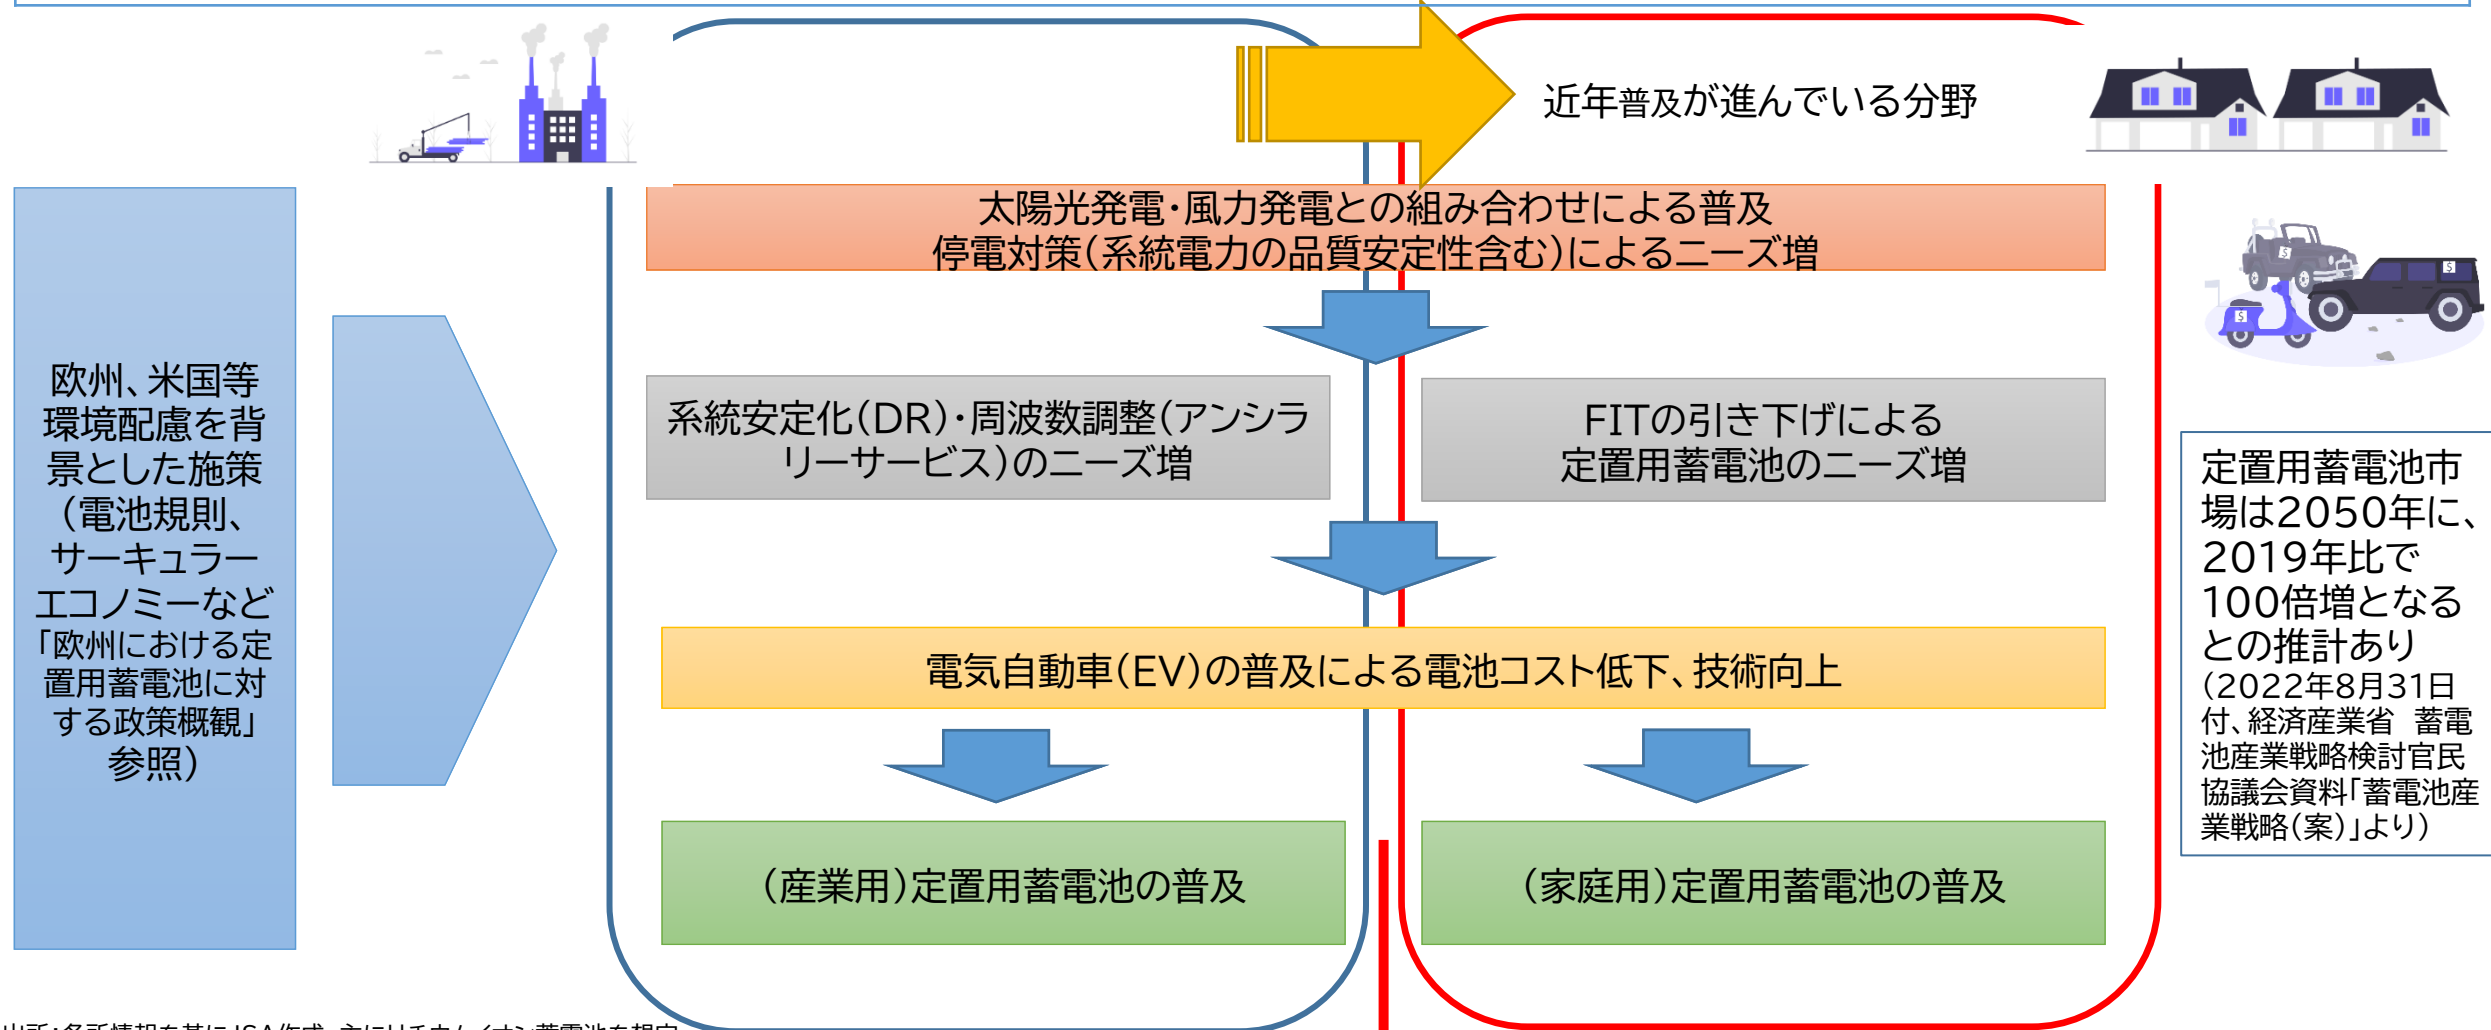 近年普及が進んでいる分野
太陽光発電・風力発電との組み合わせによる普及
停電対策(系統電力の品質安定性含む)によるニーズ増
欧州、米国等
環境配慮を背
景とした施策
(電池規則、
サーキュラー
エコノミーなど
「欧州における定
置用蓄電池に対
する政策概観」
参照)
系統安定化(DR)・周波数調整(アンシラ
リーサービス)のニーズ増
FITの引き下げによる
定置用蓄電池のニーズ増
電気自動車(EV)の普及による電池コスト低下、技術向上
(産業用)定置用蓄電池の普及
(家庭用)定置用蓄電池の普及
定置用蓄電池市
場は2050年に、
2019年比で
100倍増となる
との推計あり
(2022年8月31日
付、経済産業省　蓄電
池産業戦略検討官民
協議会資料「蓄電池産
業戦略(案)」より)
$
$
$